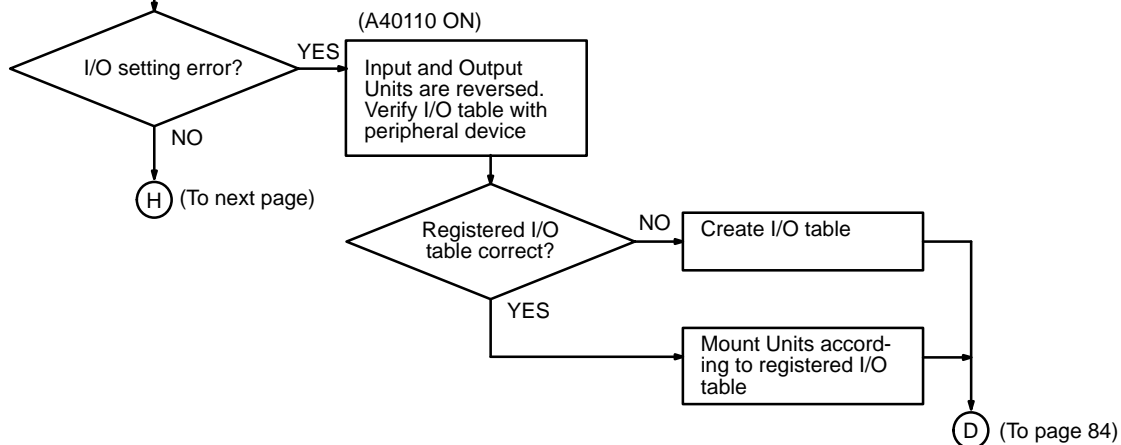 (A40110 ON)
I/O setting error?
YES
Input and Output
Units are reversed.
Verify I/O table with
peripheral device
NO
H
(To next page)
Registered I/O
table correct?
NO
Create I/O table
YES
Mount Units accord-
ing to registered I/O
table
D
(To page 84)